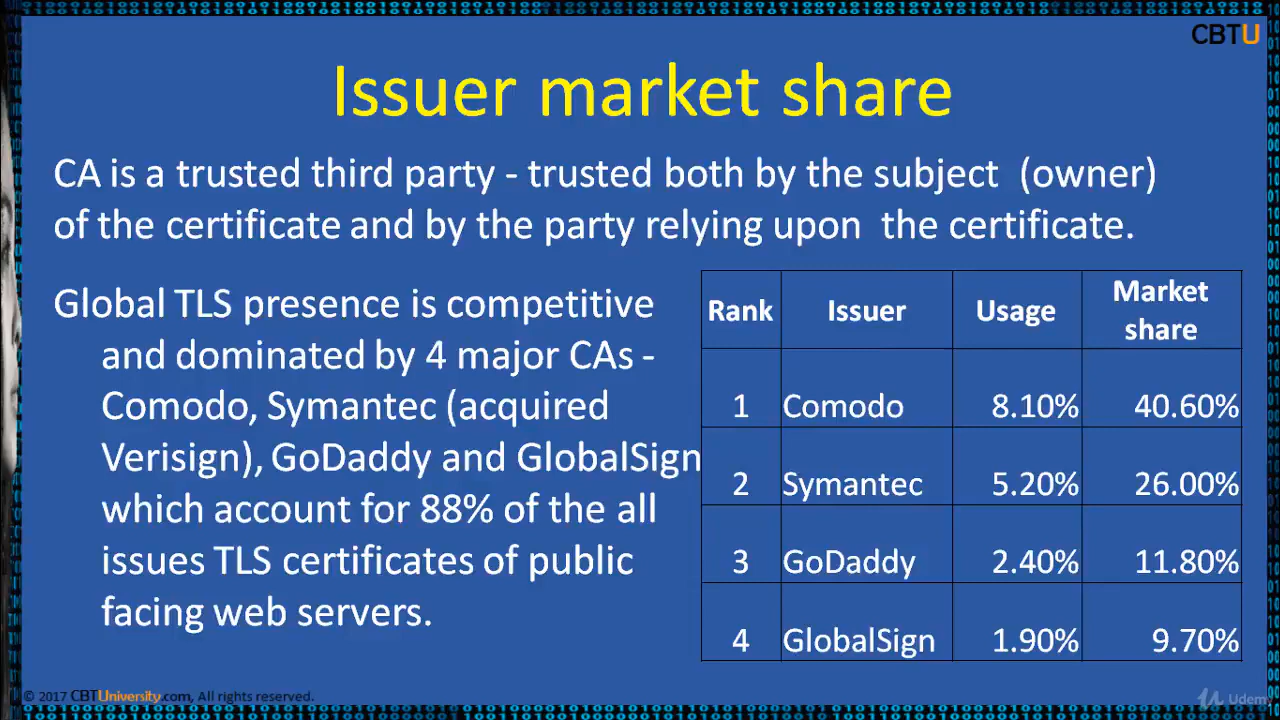 CBTU
Issuer market share
CA is a trusted third party - trusted both by the subject (owner)
of the certificate and by the party relying upon the certificate.
Global TLS presence is competitive
and dominated by 4 major CAs -
Comodo, Symantec (acquired
Verisign), GoDaddy and GlobalSign
which account for 88% of the all
issues TLS certificates of public
facing web servers.
Rank Issuer Usage Market share
1 Comodo 8.10% 40.60%
2 Symantec 5.20% 26.00%
3 GoDaddy 2.40% 11.80%
4 GlobalSign 1.90% 9.70%
© 2017 CBTUniversity.com, All rights reserved.
Udemy